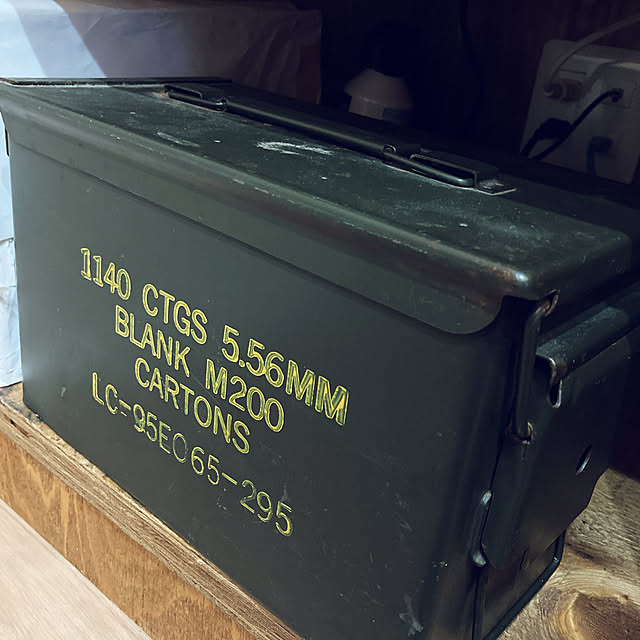 1140 CTGS 5.56MM
BLANK M200
CARTONS
LC-95E065-295